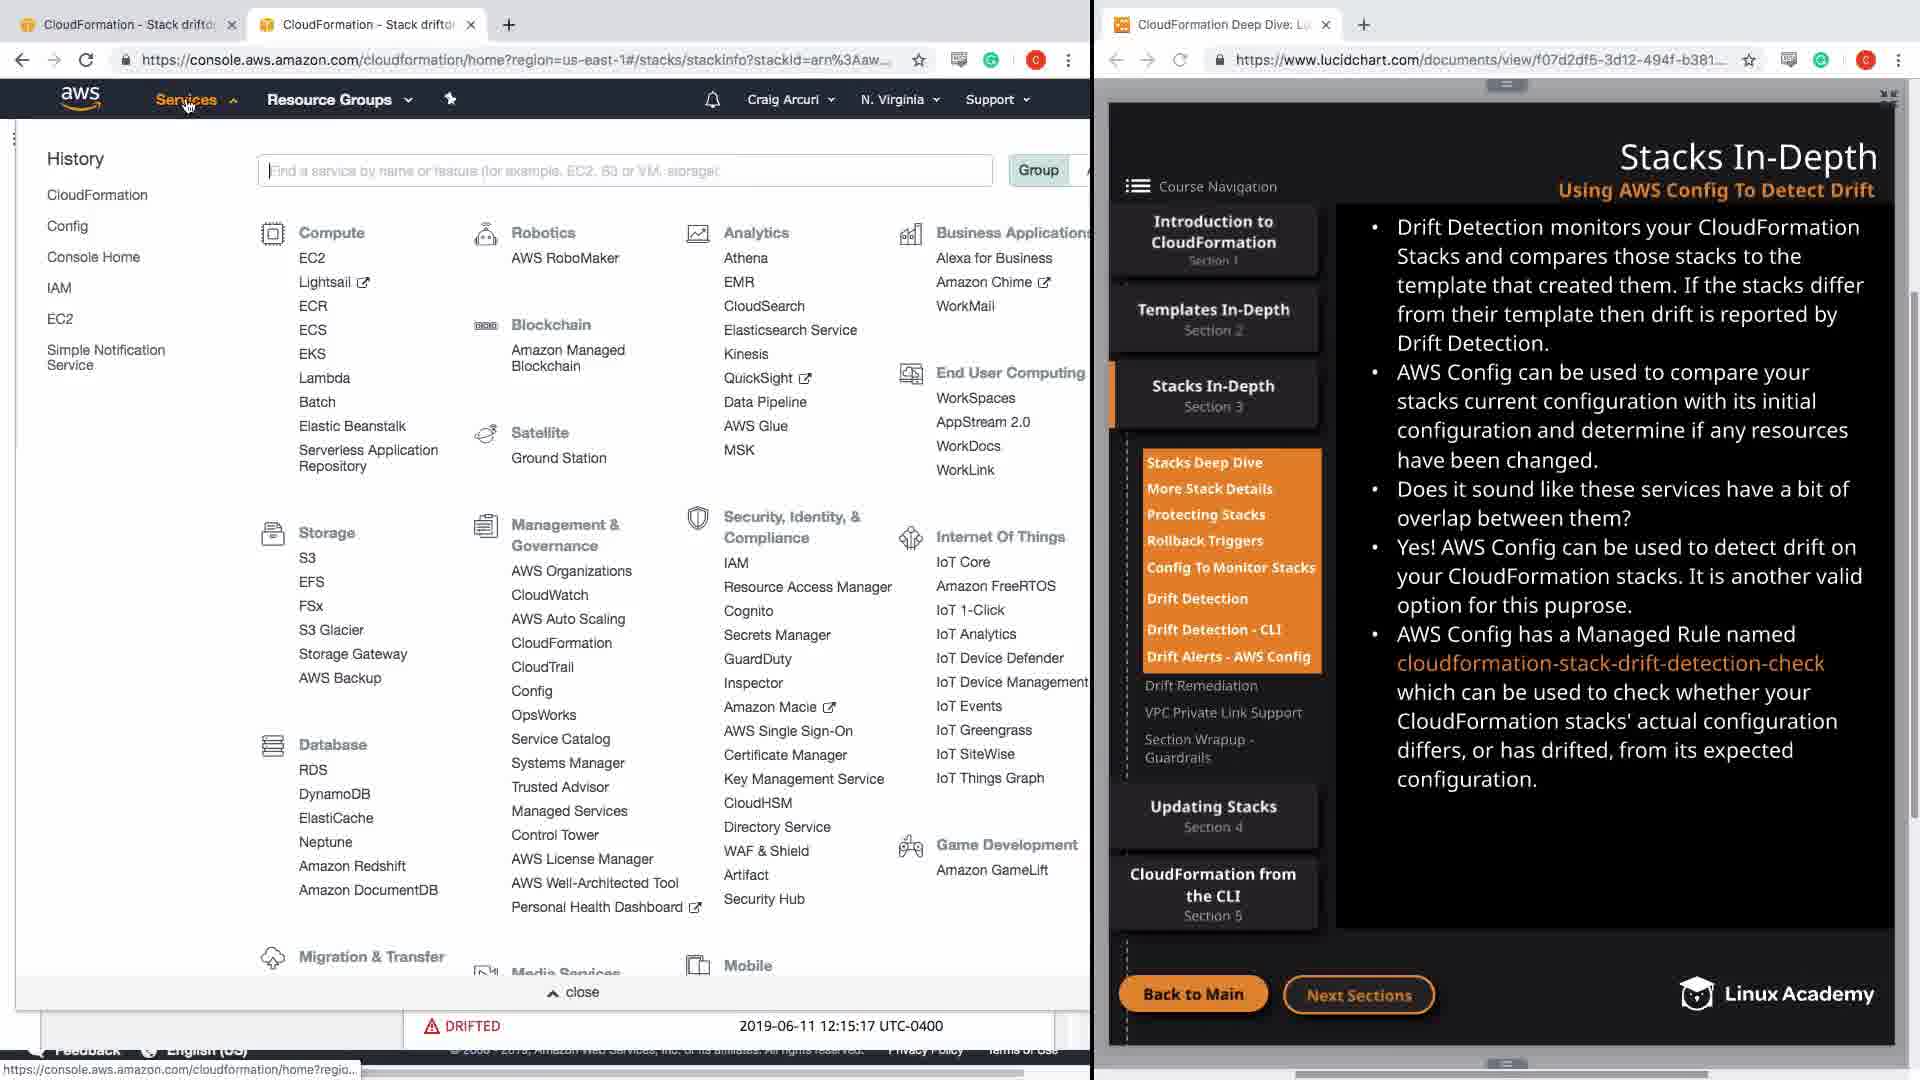 CloudFormation - Stack drift
CloudFormation - Stack drift
https://console.aws.amazon.com/cloudformation/home?region=us-east-1#/stacks/stackinfo?stackId=arn%3Aaw...
aws
Services
Resource Groups
Craig Arcuri
N. Virginia
Support
History
CloudFormation
Config
Console Home
IAM
EC2
Simple Notification
Service
Find a service by name or feature (for example, EC2, S3 or VM, storage).
Group
Compute
EC2
Lightsail
ECR
ECS
EKS
Lambda
Batch
Elastic Beanstalk
Serverless Application
Repository
Storage
S3
EFS
FSx
S3 Glacier
Storage Gateway
AWS Backup
Database
RDS
DynamoDB
ElastiCache
Neptune
Amazon Redshift
Amazon DocumentDB
Migration & Transfer
Robotics
AWS RoboMaker
Blockchain
Amazon Managed
Blockchain
Satellite
Ground Station
Management &
Governance
AWS Organizations
CloudWatch
AWS Auto Scaling
CloudFormation
CloudTrail
Config
OpsWorks
Service Catalog
Systems Manager
Trusted Advisor
Managed Services
Control Tower
AWS License Manager
AWS Well-Architected Tool
Personal Health Dashboard
Media Services
Analytics
Athena
EMR
CloudSearch
Elasticsearch Service
Kinesis
QuickSight
Data Pipeline
AWS Glue
MSK
Security, Identity, &
Compliance
IAM
Resource Access Manager
Cognito
Secrets Manager
GuardDuty
Inspector
Amazon Macie
AWS Single Sign-On
Certificate Manager
Key Management Service
CloudHSM
Directory Service
WAF & Shield
Artifact
Security Hub
Mobile
Business Applications
Alexa for Business
Amazon Chime
WorkMail
End User Computing
WorkSpaces
AppStream 2.0
WorkDocs
WorkLink
Internet Of Things
IoT Core
Amazon FreeRTOS
IoT 1-Click
IoT Analytics
IoT Device Defender
IoT Device Management
IoT Events
IoT Greengrass
IoT SiteWise
IoT Things Graph
Game Development
Amazon GameLift
close
DRIFTED
2019-06-11 12:15:17 UTC-0400
Feedback
English (US)
Privacy Policy
Terms of Use
https://console.aws.amazon.com/cloudformation/home?regio...
CloudFormation Deep Dive: Lu
https://www.lucidchart.com/documents/view/f07d2df5-3d12-494f-b381...
Stacks In-Depth
Using AWS Config To Detect Drift
Course Navigation
Introduction to
CloudFormation
Section 1
Templates In-Depth
Section 2
Stacks In-Depth
Section 3
Stacks Deep Dive
More Stack Details
Protecting Stacks
Rollback Triggers
Config To Monitor Stacks
Drift Detection
Drift Detection - CLI
Drift Alerts - AWS Config
Drift Remediation
VPC Private Link Support
Section Wrapup -
Guardrails
Updating Stacks
Section 4
CloudFormation from
the CLI
Section 5
• Drift Detection monitors your CloudFormation
Stacks and compares those stacks to the
template that created them. If the stacks differ
from their template then drift is reported by
Drift Detection.
• AWS Config can be used to compare your
stacks current configuration with its initial
configuration and determine if any resources
have been changed.
• Does it sound like these services have a bit of
overlap between them?
• Yes! AWS Config can be used to detect drift on
your CloudFormation stacks. It is another valid
option for this puprose.
• AWS Config has a Managed Rule named
cloudformation-stack-drift-detection-check
which can be used to check whether your
CloudFormation stacks' actual configuration
differs, or has drifted, from its expected
configuration.
Back to Main
Next Sections
Linux Academy